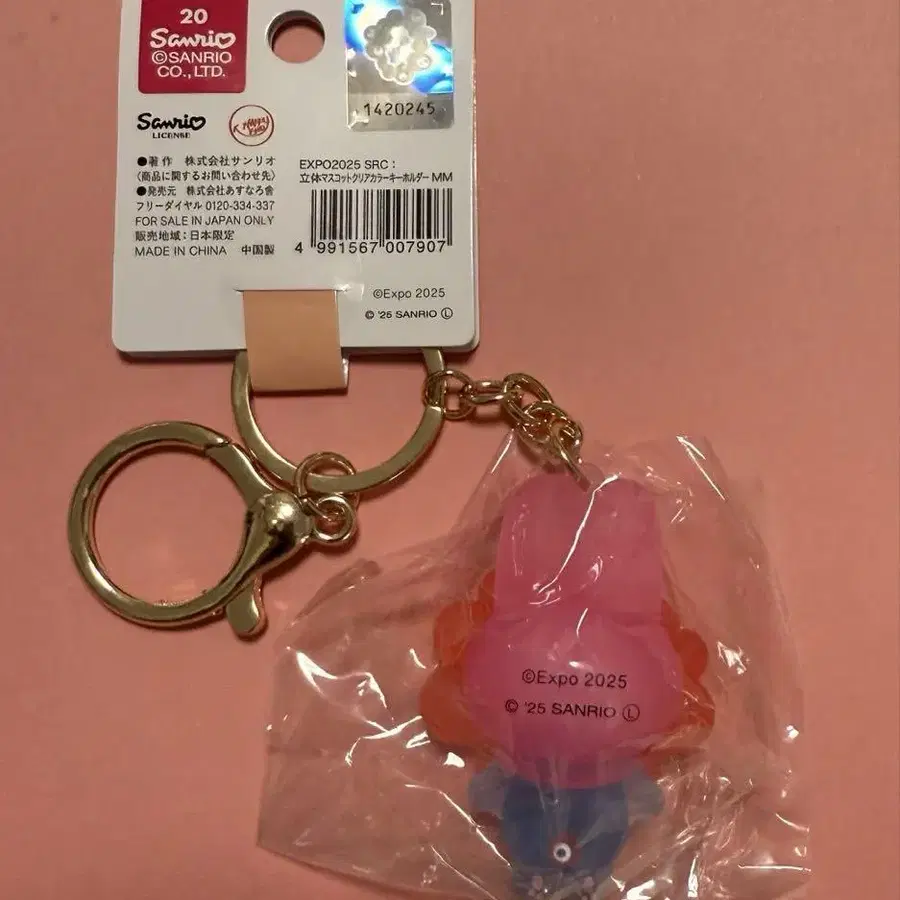 20
Sanrio
©SANRIO
CO.,LTD.
1420245
Sanrio
LICENSE
●著作 株式会社サンリオ
〈商品に関するお問い合わせ先〉
●発売元 株式会社あすなろ舎
フリーダイヤル 0120-334-337
FOR SALE IN JAPAN ONLY
販売地域:日本限定
MADE IN CHINA 中国製
EXPO2025 SRC:
立体マスコットクリアカラーキーホルダー MM
4 991567 007907
©Expo 2025
© '25 SANRIO Ⓛ
©Expo 2025
© '25 SANRIO Ⓛ